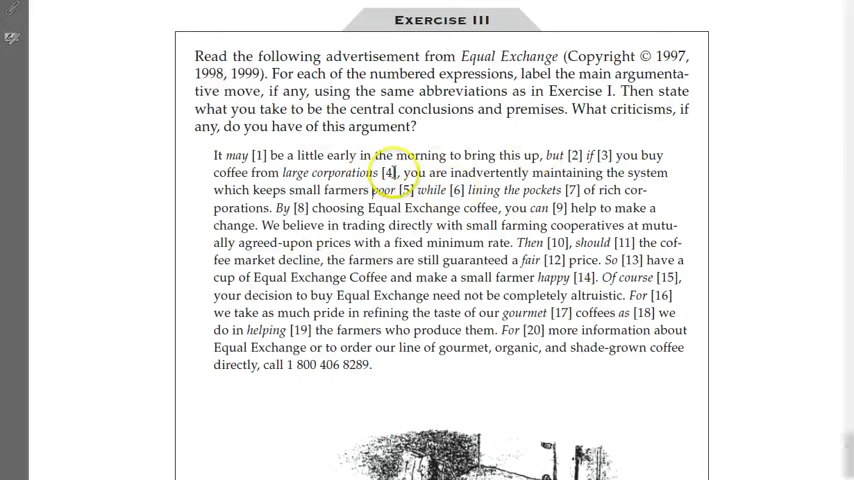 EXERCISE III
Read the following advertisement from Equal Exchange (Copyright © 1997,
1998, 1999). For each of the numbered expressions, label the main argumenta-
tive move, if any, using the same abbreviations as in Exercise I. Then state
what you take to be the central conclusions and premises. What criticisms, if
any, do you have of this argument?
It may [1] be a little early in the morning to bring this up, but [2] if [3] you buy
coffee from large corporations [4], you are inadvertently maintaining the system
which keeps small farmers poor [5] while [6] lining the pockets [7] of rich cor-
porations. By [8] choosing Equal Exchange coffee, you can [9] help to make a
change. We believe in trading directly with small farming cooperatives at mutu-
ally agreed-upon prices with a fixed minimum rate. Then [10], should [11] the cof-
fee market decline, the farmers are still guaranteed a fair [12] price. So [13] have a
cup of Equal Exchange Coffee and make a small farmer happy [14]. Of course [15],
your decision to buy Equal Exchange need not be completely altruistic. For [16]
we take as much pride in refining the taste of our gourmet [17] coffees as [18] we
do in helping [19] the farmers who produce them. For [20] more information about
Equal Exchange or to order our line of gourmet, organic, and shade-grown coffee
directly, call 1 800 406 8289.